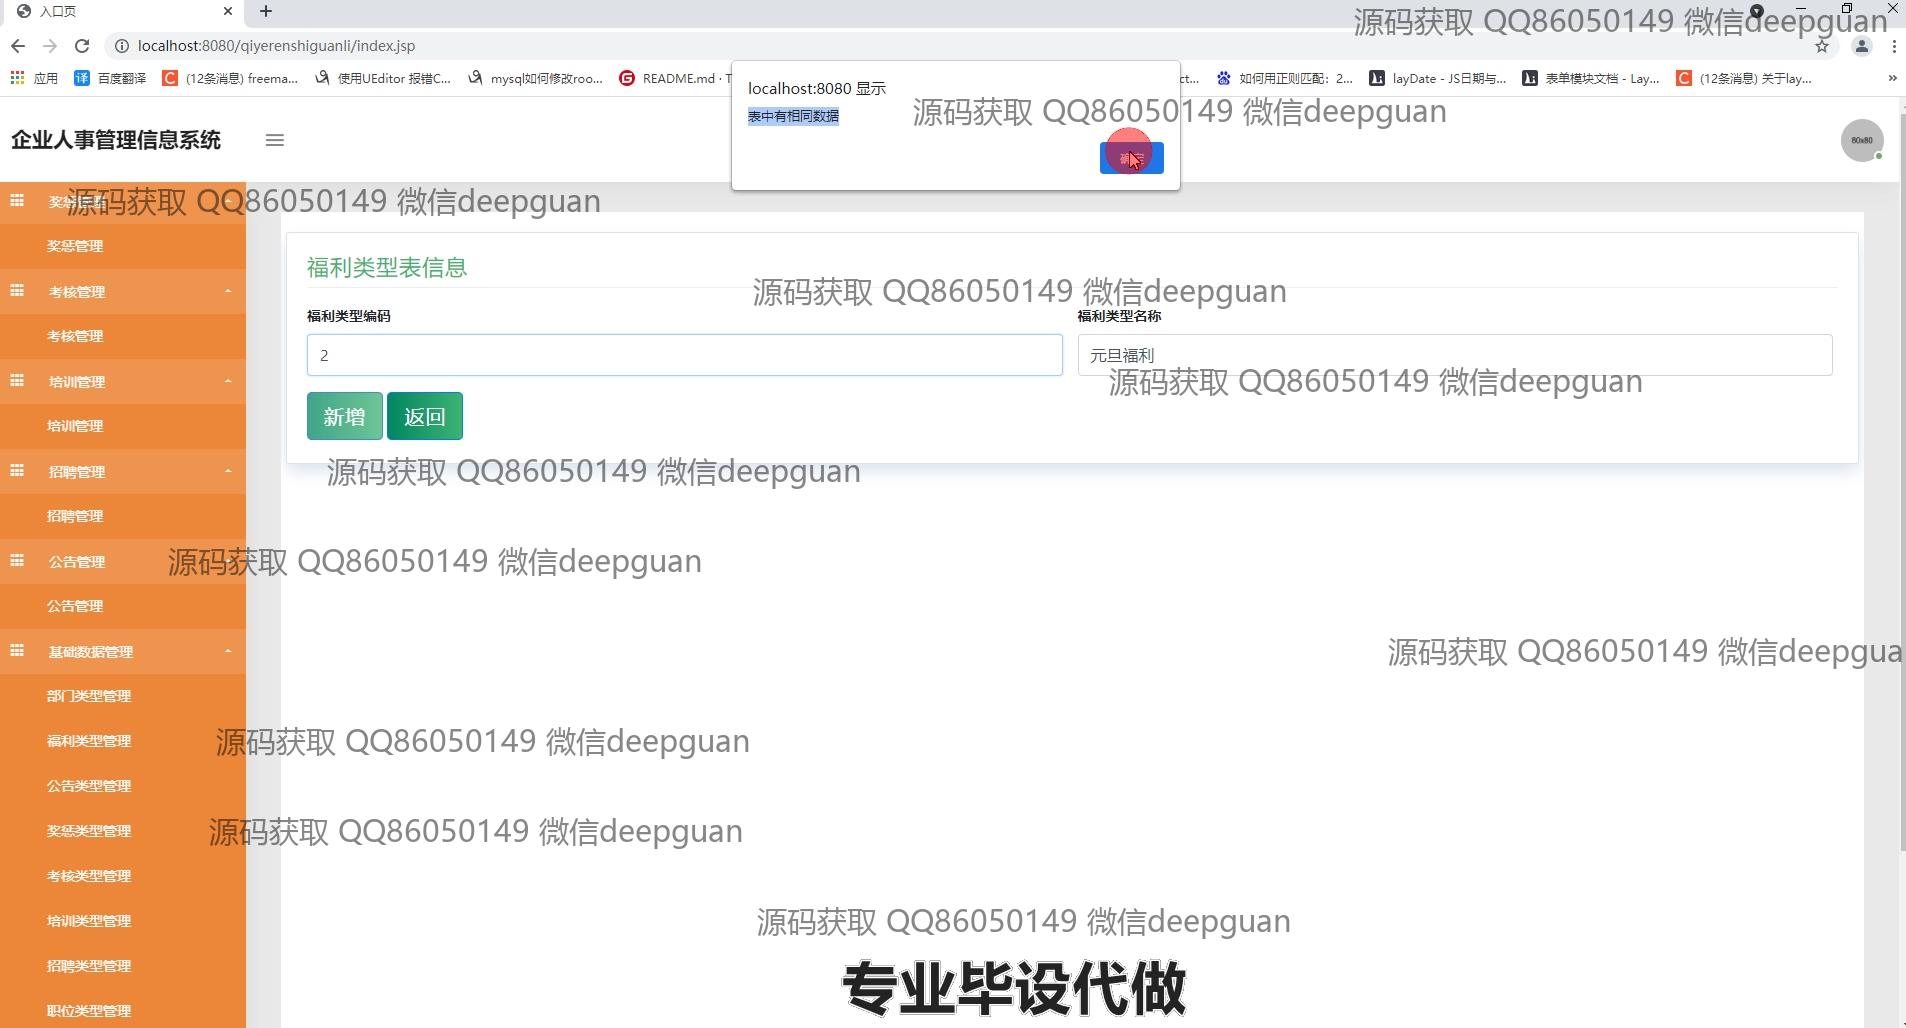 入口页
localhost:8080/qiyerenshiguanli/index.jsp
源码获取 QQ86050149 微信deepguan
应用
百度翻译
(12条消息) freema...
使用UEditor 报错C...
mysql如何修改roo...
README.md · T
ct...
如何用正则匹配：2...
layDate - JS日期与...
表单模块文档 - Lay...
(12条消息) 关于lay...
localhost:8080 显示
表中有相同数据
源码获取 QQ86050149 微信deepguan
确定
企业人事管理信息系统
80x80
源码获取 QQ86050149 微信deepguan
奖惩管理
考核管理
考核管理
培训管理
培训管理
招聘管理
招聘管理
公告管理
公告管理
基础数据管理
部门类型管理
福利类型管理
公告类型管理
奖惩类型管理
考核类型管理
培训类型管理
招聘类型管理
职位类型管理
福利类型表信息
源码获取 QQ86050149 微信deepguan
福利类型编码
福利类型名称
2
元旦福利
源码获取 QQ86050149 微信deepguan
新增
返回
源码获取 QQ86050149 微信deepguan
源码获取 QQ86050149 微信deepguan
源码获取 QQ86050149 微信deepgua
源码获取 QQ86050149 微信deepguan
源码获取 QQ86050149 微信deepguan
源码获取 QQ86050149 微信deepguan
专业毕设代做